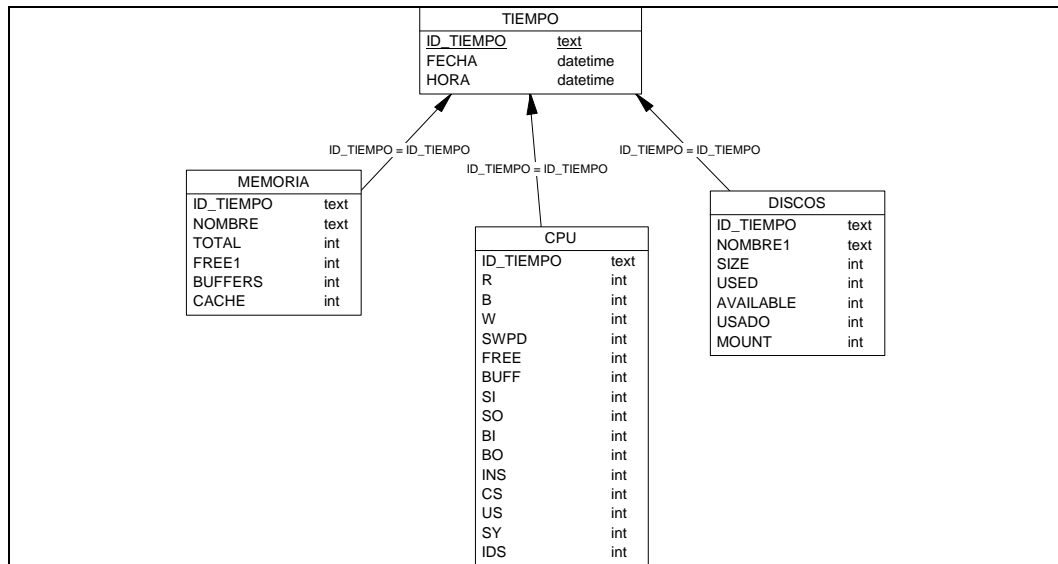 TIEMPO
ID_TIEMPO text
FECHA datetime
HORA datetime
ID_TIEMPO = ID_TIEMPO
ID_TIEMPO = ID_TIEMPO
ID_TIEMPO = ID_TIEMPO
MEMORIA
ID_TIEMPO text
NOMBRE text
TOTAL int
FREE1 int
BUFFERS int
CACHE int
CPU
ID_TIEMPO text
R int
B int
W int
SWPD int
FREE int
BUFF int
SI int
SO int
BI int
BO int
INS int
CS int
US int
SY int
IDS int
DISCOS
ID_TIEMPO text
NOMBRE1 text
SIZE int
USED int
AVAILABLE int
USADO int
MOUNT int